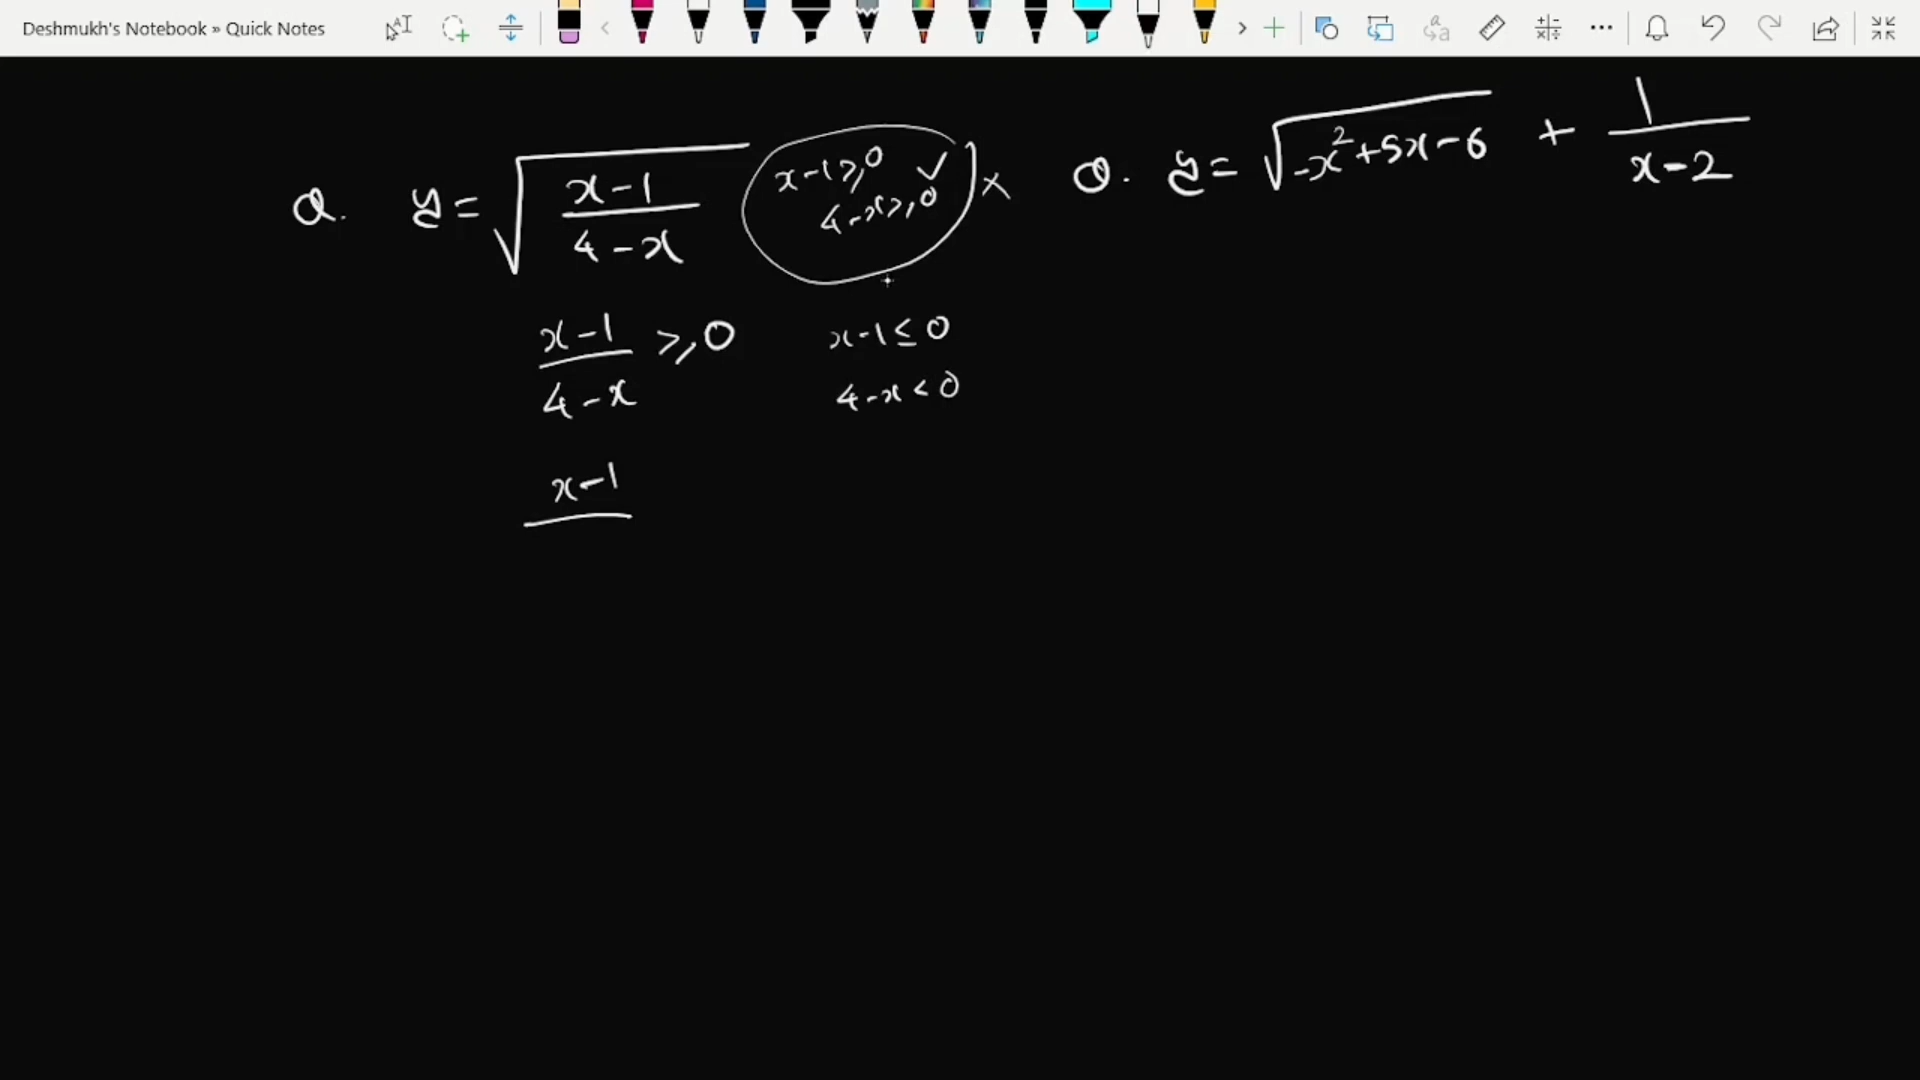 Deshmukh's Notebook » Quick Notes
Q. y = √((x-1)/(4-x))
x-1 ≥, 0 ✓
4-x ≥, 0
×
(x-1)/(4-x) ≥, 0
x-1 ≤ 0
4-x < 0
x-1
Q. y = √(-x²+5x-6) + 1/(x-2)